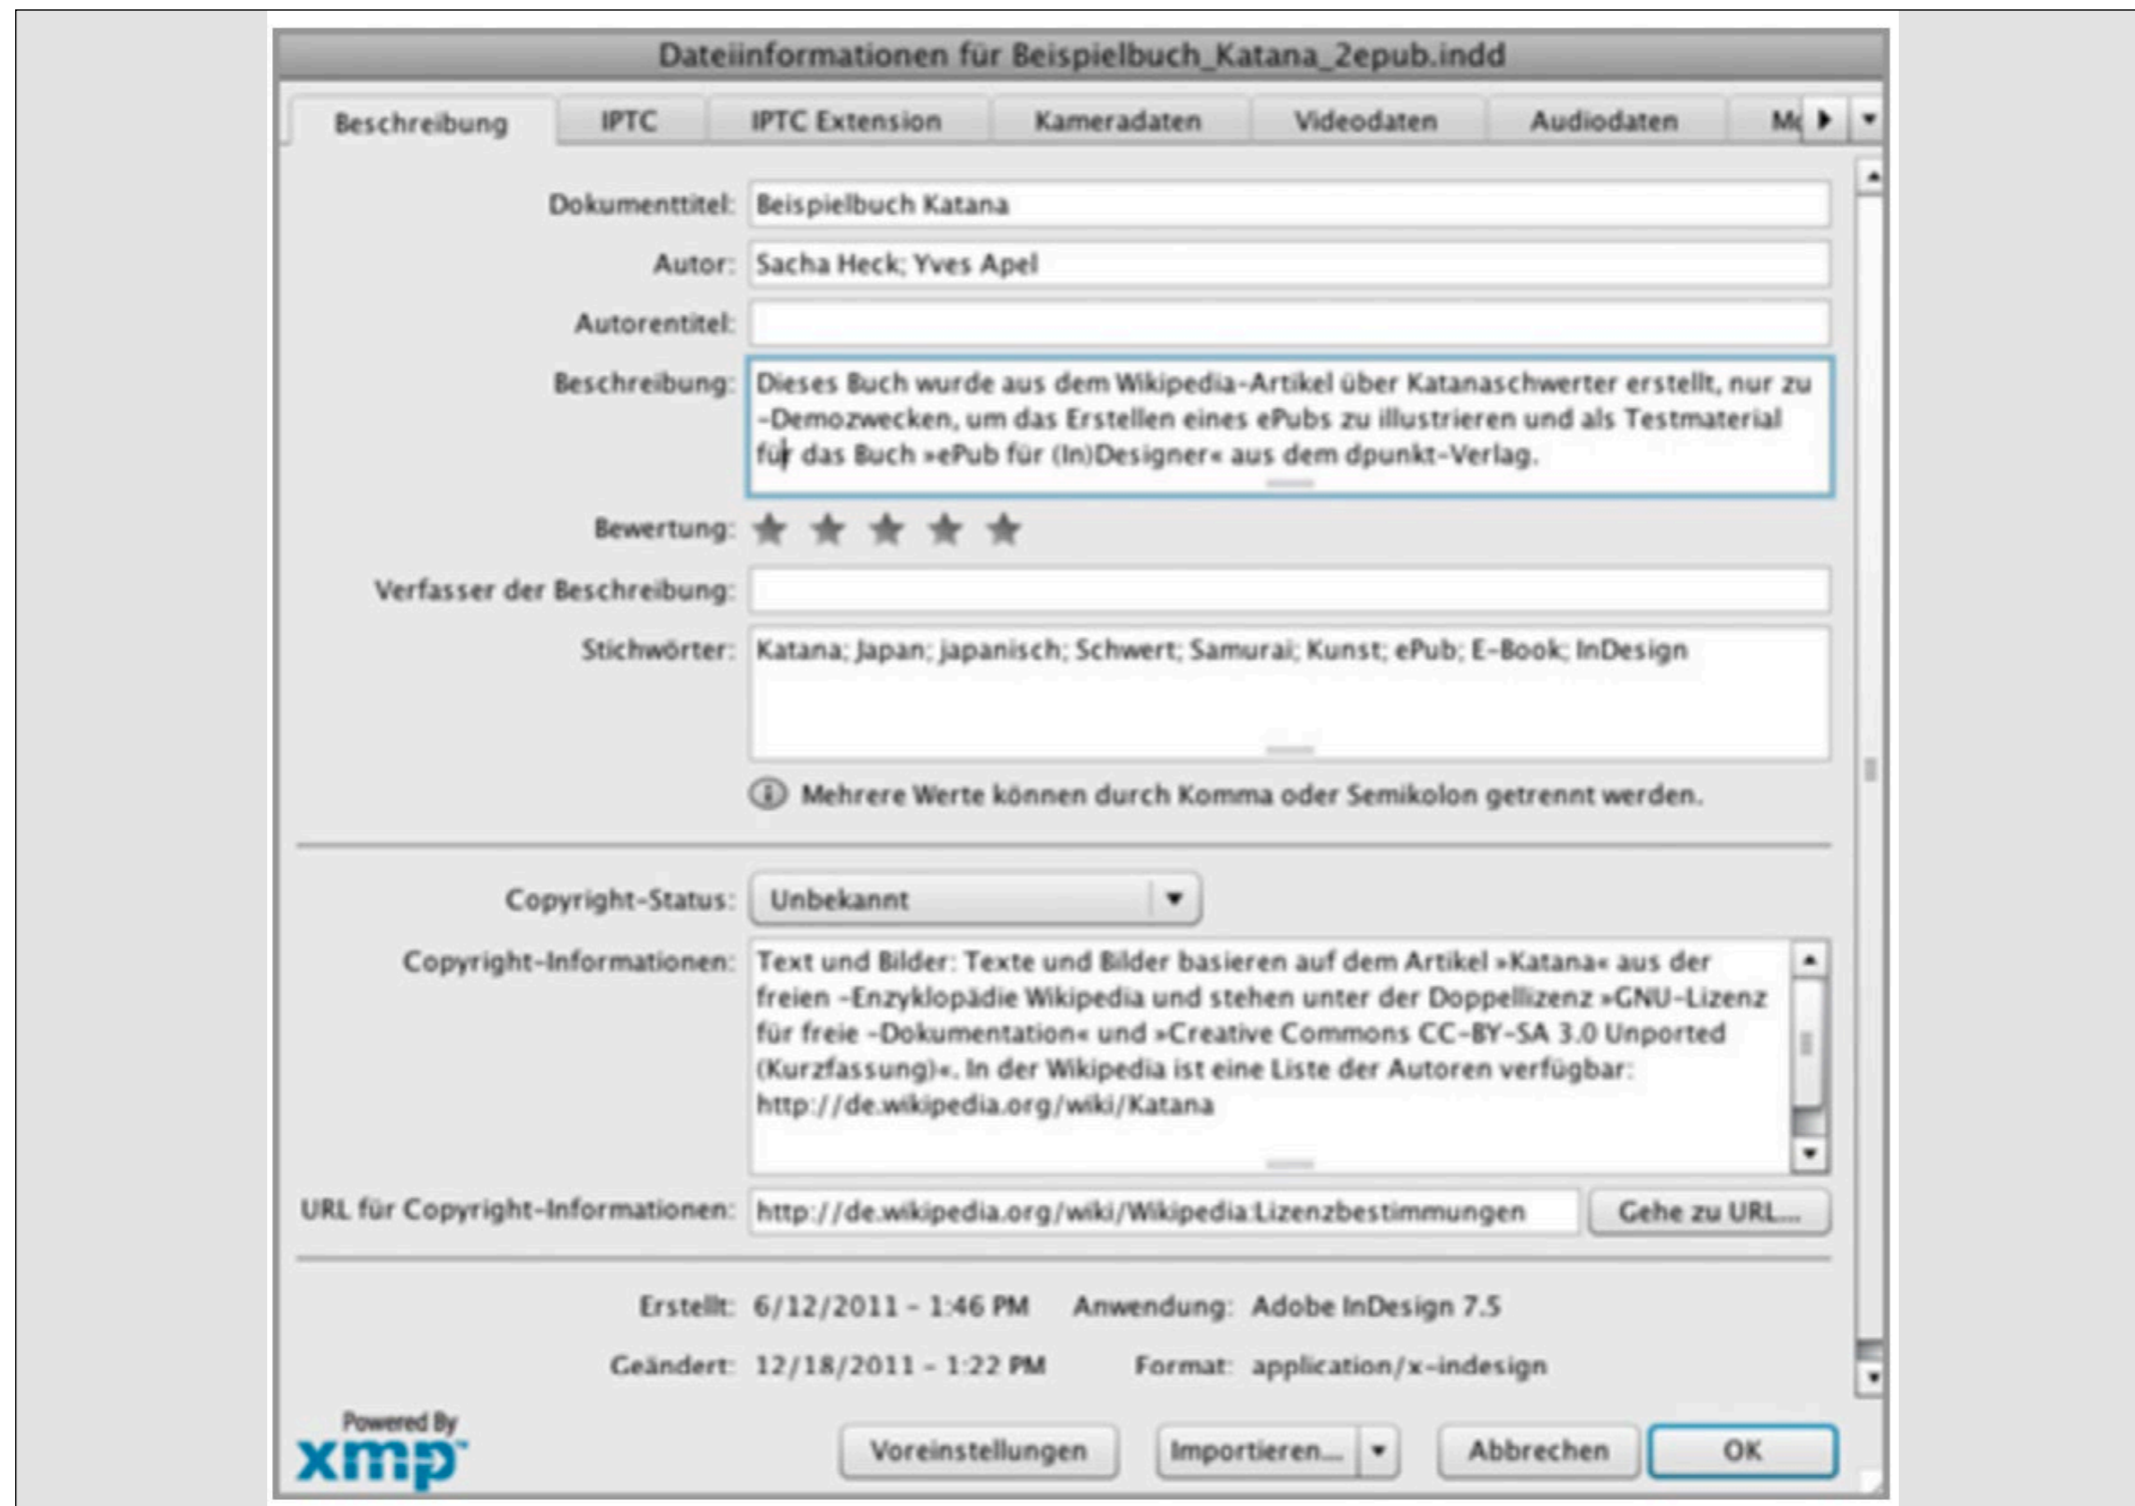 Dateiinformationen für Beispielbuch_Katana_2epub.indd
Beschreibung IPTC IPTC Extension Kameradaten Videodaten Audiodaten
Dokumenttitel: Beispielbuch Katana
Autor: Sacha Heck; Yves Apel
Autorentitel:
Beschreibung: Dieses Buch wurde aus dem Wikipedia-Artikel über Katanaschwerter erstellt, nur zu
-Demozwecken, um das Erstellen eines ePubs zu illustrieren und als Testmaterial
für das Buch »ePub für (In)Designer« aus dem dpunkt-Verlag.
Bewertung: ★ ★ ★ ★ ★
Verfasser der Beschreibung:
Stichwörter: Katana; Japan; japanisch; Schwert; Samurai; Kunst; ePub; E-Book; InDesign
Mehrere Werte können durch Komma oder Semikolon getrennt werden.
Copyright-Status: Unbekannt
Copyright-Informationen: Text und Bilder: Texte und Bilder basieren auf dem Artikel »Katana« aus der
freien -Enzyklopädie Wikipedia und stehen unter der Doppellizenz »GNU-Lizenz
für freie -Dokumentation« und »Creative Commons CC-BY-SA 3.0 Unported
(Kurzfassung)«. In der Wikipedia ist eine Liste der Autoren verfügbar:
http://de.wikipedia.org/wiki/Katana
URL für Copyright-Informationen: http://de.wikipedia.org/wiki/Wikipedia:Lizenzbestimmungen Gehe zu URL...
Erstellt: 6/12/2011 - 1:46 PM Anwendung: Adobe InDesign 7.5
Geändert: 12/18/2011 - 1:22 PM Format: application/x-indesign
Powered By
xmp™
Voreinstellungen Importieren... Abbrechen OK